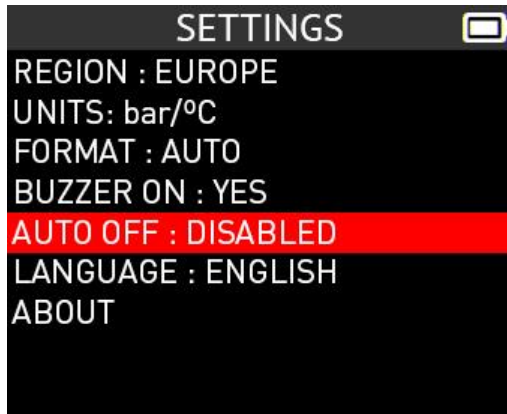 SETTINGS
REGION : EUROPE
UNITS: bar/ºC
FORMAT : AUTO
BUZZER ON : YES
AUTO OFF : DISABLED
LANGUAGE : ENGLISH
ABOUT